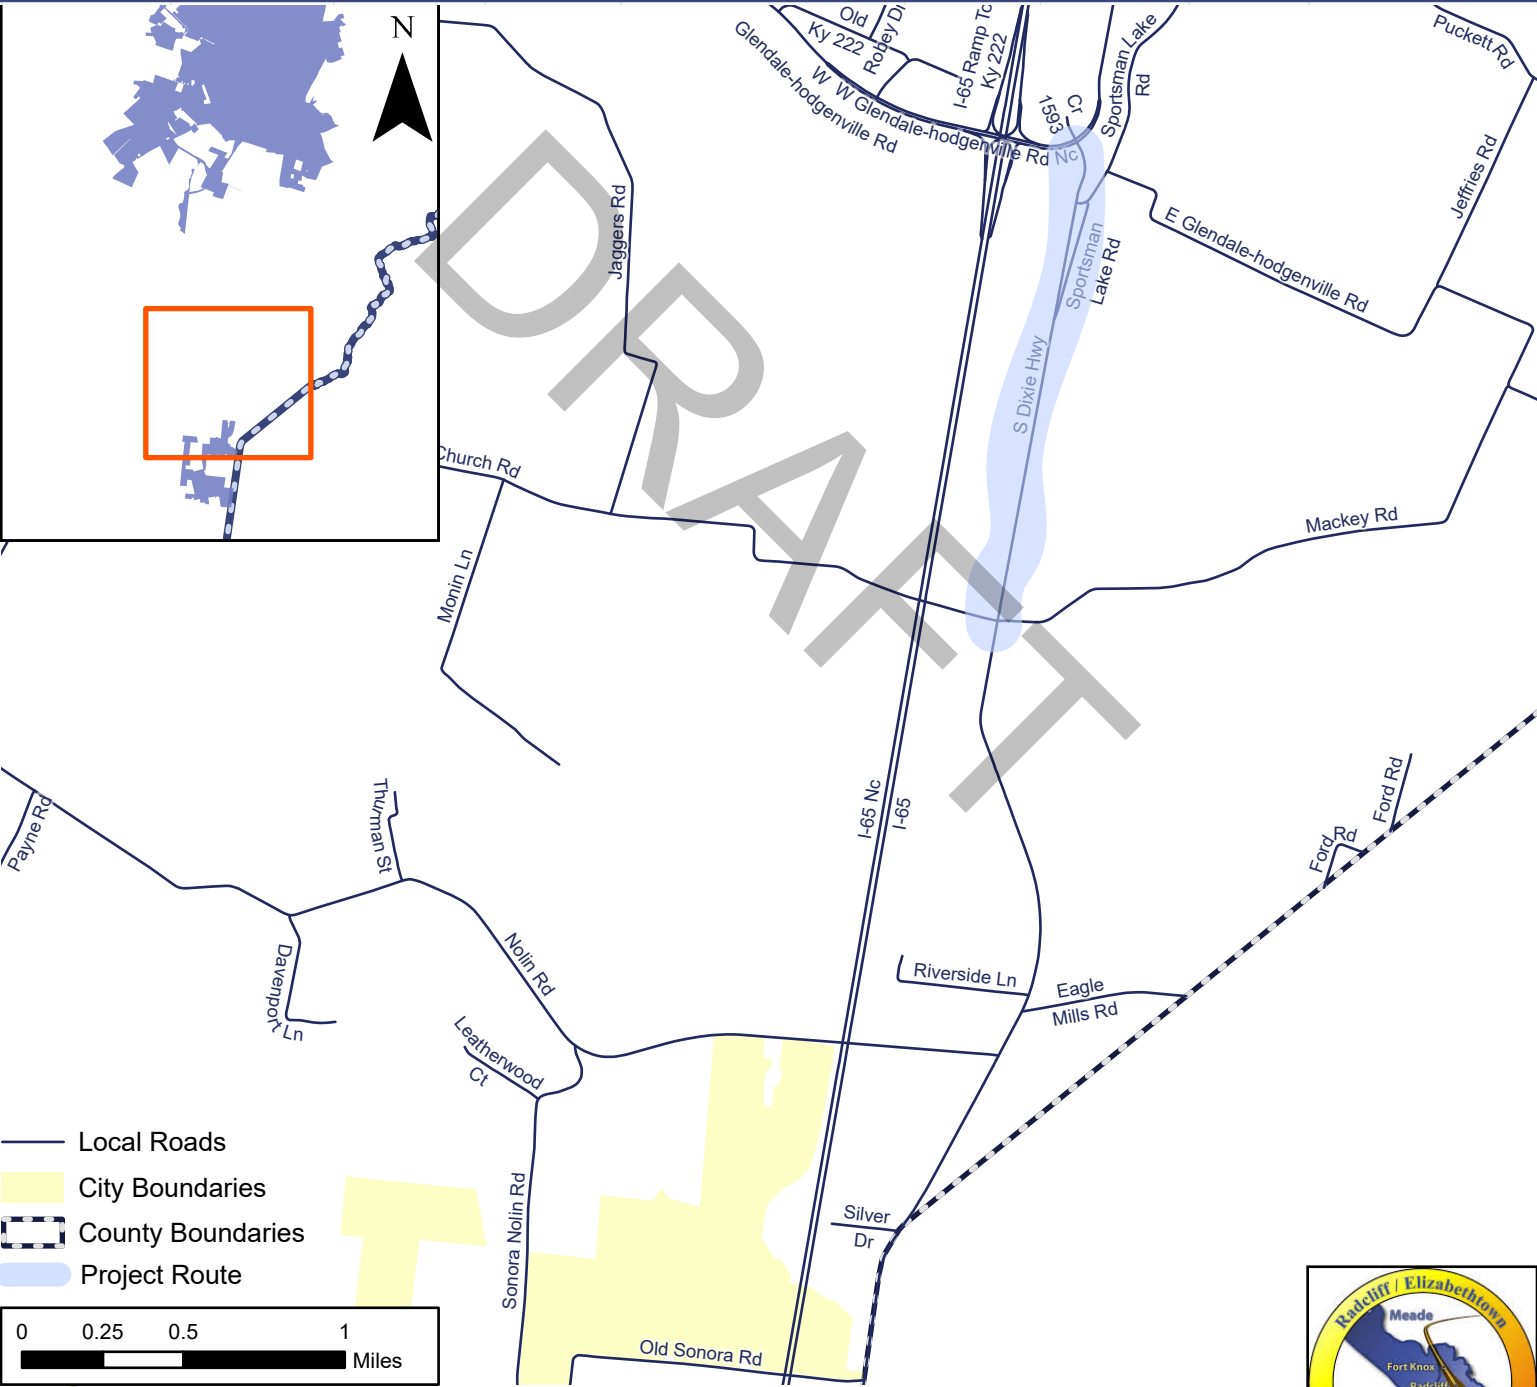 N
Old
Ky 222
Robey Dr
I-65 Ramp To
Ky 222
Glendale-hodgenville Rd
W
W Glendale-hodgenville Rd
Nc
Cr
1593
Sportsman Lake
Rd
Puckett Rd
Jeffries Rd
E Glendale-hodgenville Rd
Sportsman
Lake Rd
S Dixie Hwy
Jaggers Rd
DRAFT
Church Rd
Mackey Rd
Monin Ln
Payne Rd
Thurman St
I-65 Nc
I-65
Ford Rd
Ford Rd
Davenport Ln
Nolin Rd
Riverside Ln
Eagle
Mills Rd
Leatherwood
Ct
Sonora Nolin Rd
Silver
Dr
Old Sonora Rd
Local Roads
City Boundaries
County Boundaries
Project Route
0 0.25 0.5 1
Miles
Radcliff / Elizabethtown
Meade
Fort Knox
Radcliff